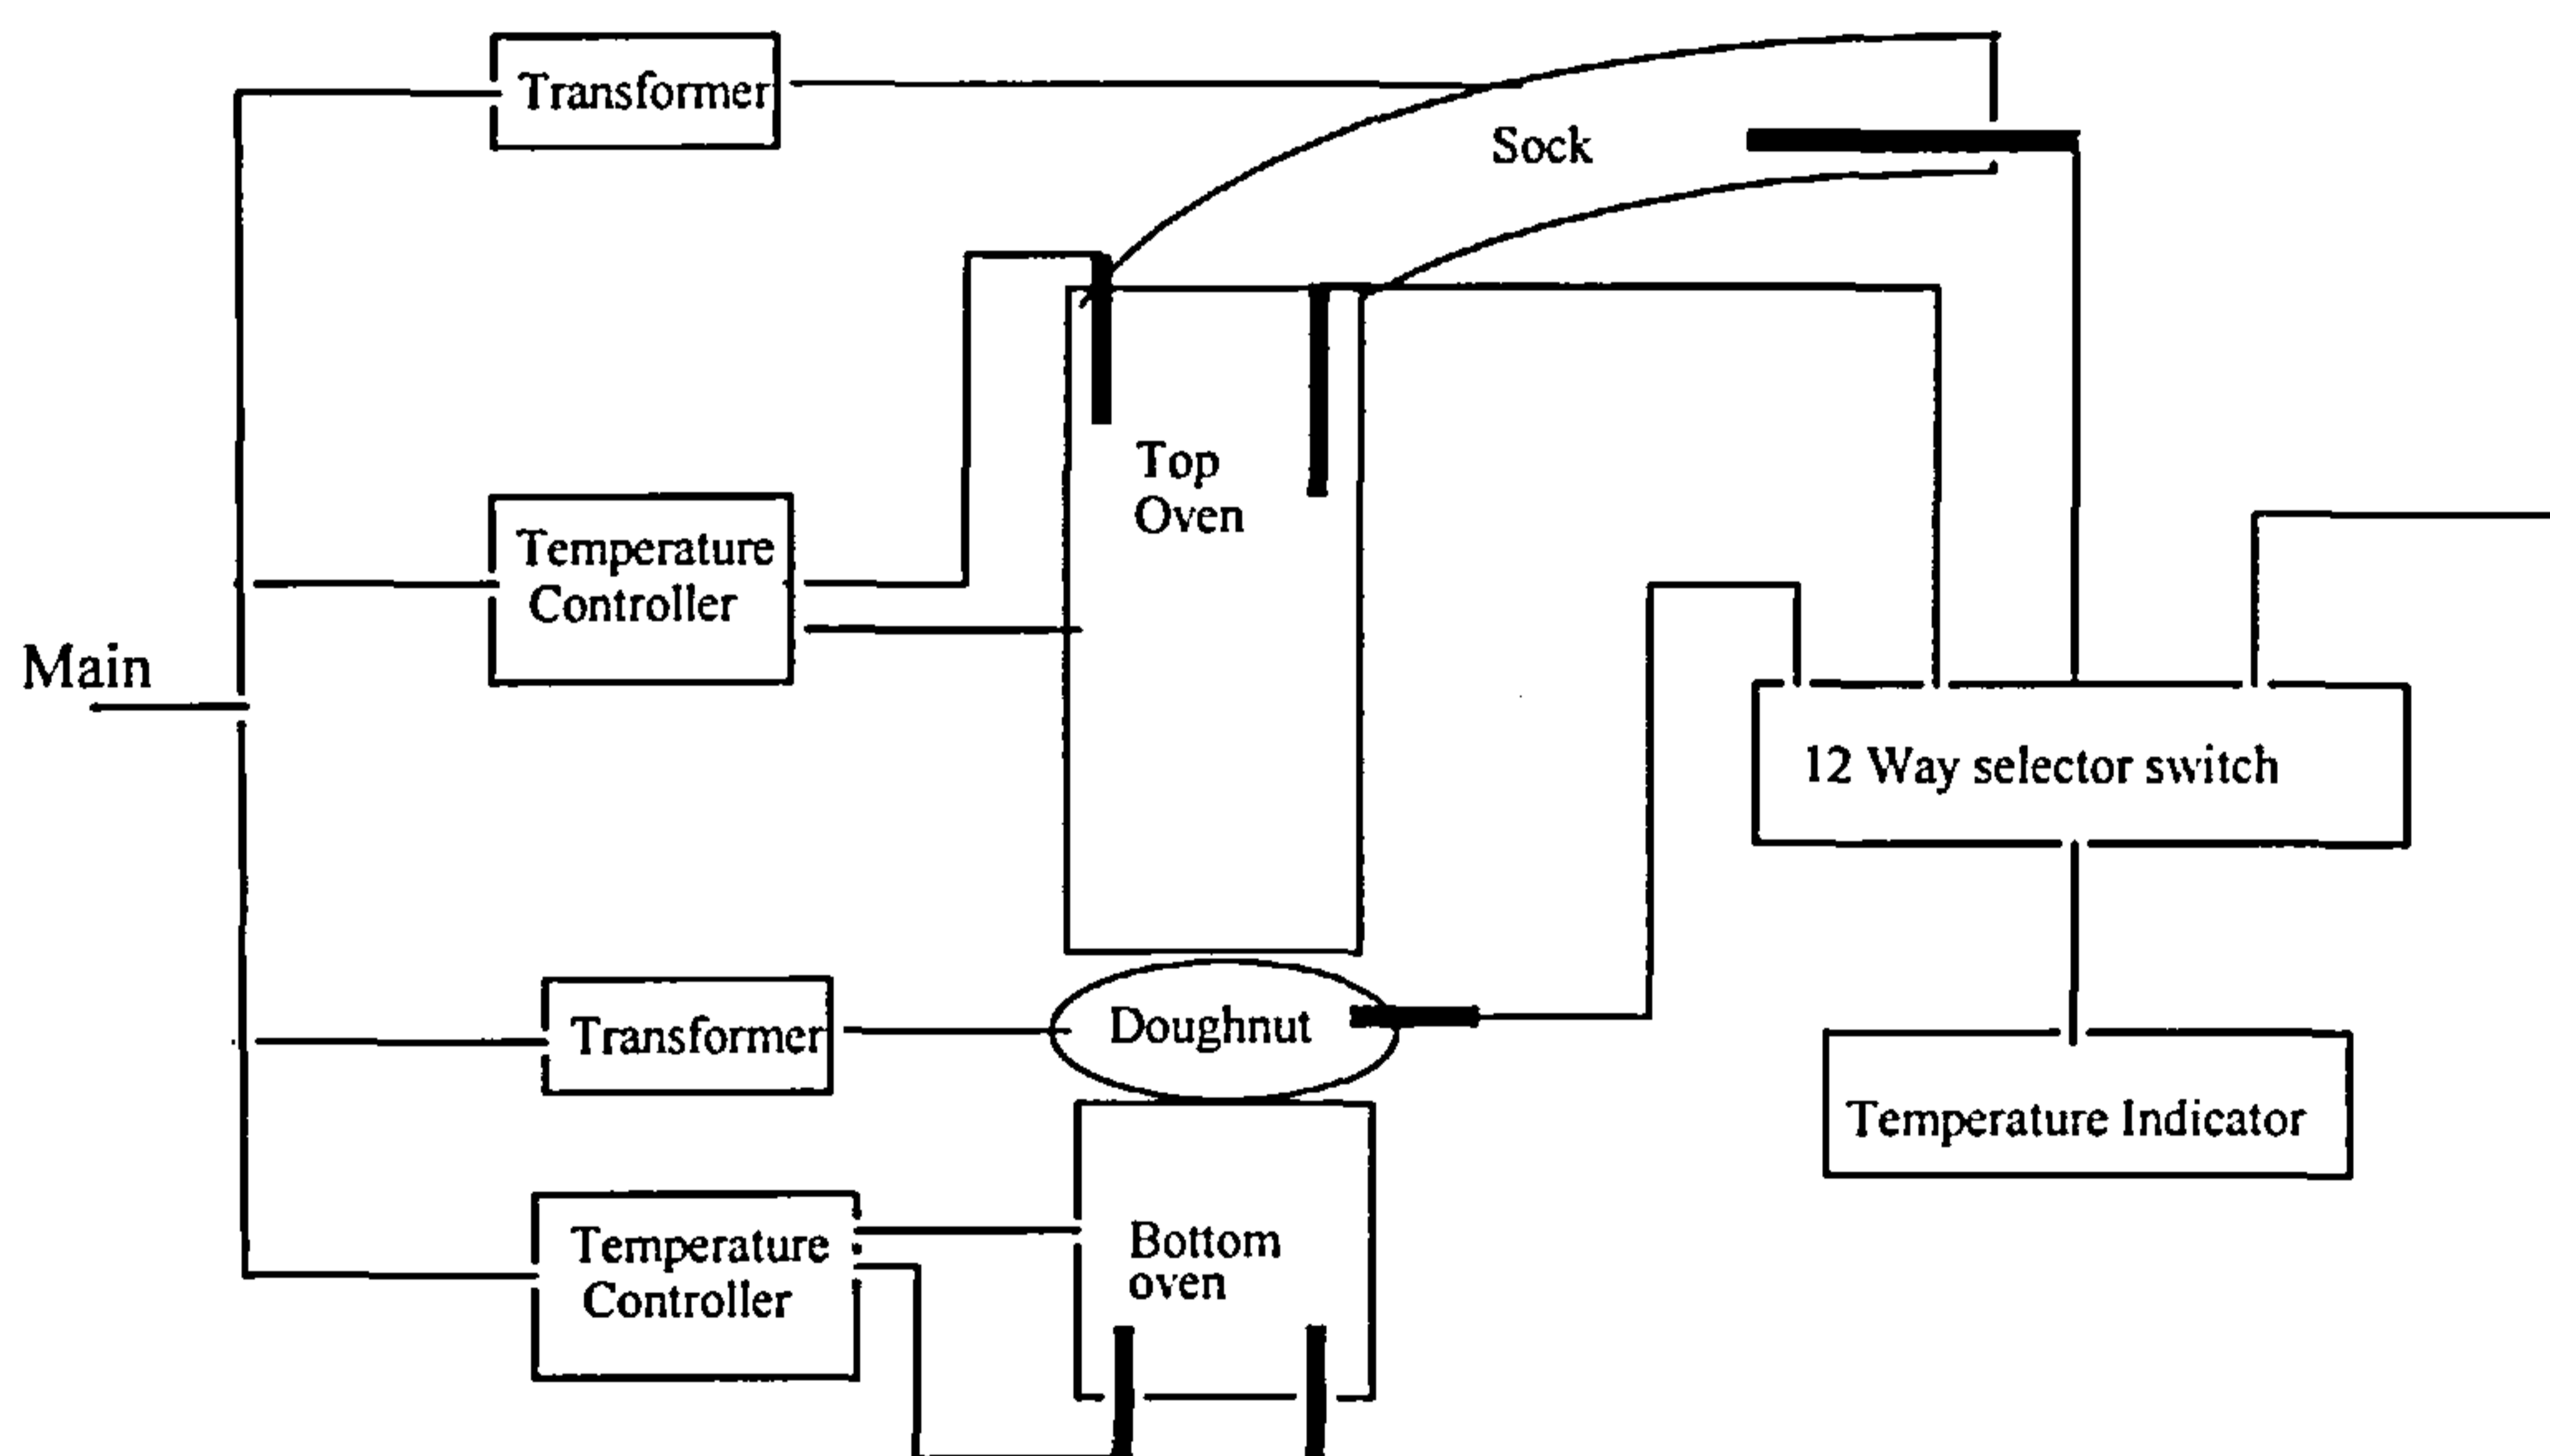 Transformer
Sock
Top
Oven
Temperature
Controller
Main
12 Way selector switch
Transformer
Doughnut
Temperature Indicator
Temperature
Controller
Bottom
oven